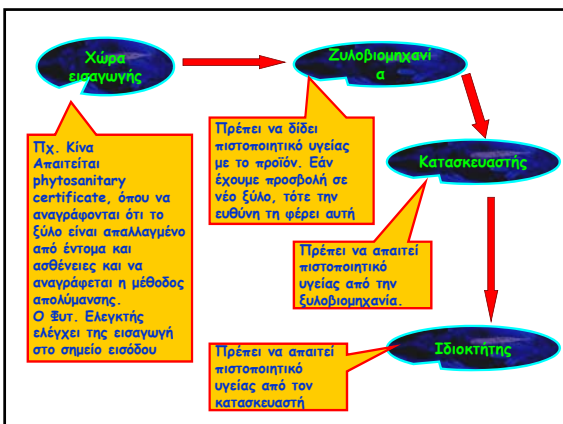 Χώρα
εισαγωγής
Ζυλοβιομηχανί
α
Πχ. Κίνα
Απαιτείται
phytosanitary
certificate, όπου να
αναγράφονται ότι το
ξύλο είναι απαλλαγμένο
από έντομα και
ασθένειες και να
αναγράφεται η μέθοδος
απολύμανσης.
Ο Φυτ. Ελεγκτής
ελέγχει της εισαγωγή
στο σημείο εισόδου
Πρέπει να δίδει
πιστοποιητικό υγείας
με το προϊόν. Εάν
έχουμε προσβολή σε
νέο ξύλο, τότε την
ευθύνη τη φέρει αυτή
Κατασκευαστής
Πρέπει να απαιτεί
πιστοποιητικό
υγείας από την
ξυλοβιομηχανία.
Ιδιοκτήτης
Πρέπει να απαιτεί
πιστοποιητικό
υγείας από τον
κατασκευαστή